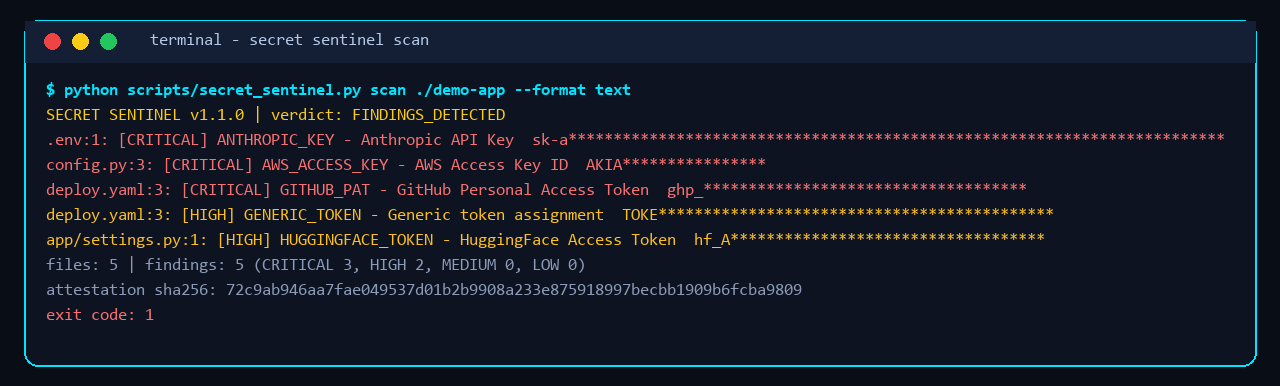 terminal - secret sentinel scan
$ python scripts/secret_sentinel.py scan ./demo-app --format text
SECRET SENTINEL v1.1.0 | verdict: FINDINGS_DETECTED
.env:1: [CRITICAL] ANTHROPIC_KEY - Anthropic API Key  sk-a*************************************************************************
config.py:3: [CRITICAL] AWS_ACCESS_KEY - AWS Access Key ID  AKIA****************
deploy.yaml:3: [CRITICAL] GITHUB_PAT - GitHub Personal Access Token  ghp_************************************
deploy.yaml:3: [HIGH] GENERIC_TOKEN - Generic token assignment  TOKE********************************************
app/settings.py:1: [HIGH] HUGGINGFACE_TOKEN - HuggingFace Access Token  hf_A***********************************
files: 5 | findings: 5 (CRITICAL 3, HIGH 2, MEDIUM 0, LOW 0)
attestation sha256: 72c9ab946aa7fae049537d01b2b9908a233e875918997becbb1909b6fcba9809
exit code: 1